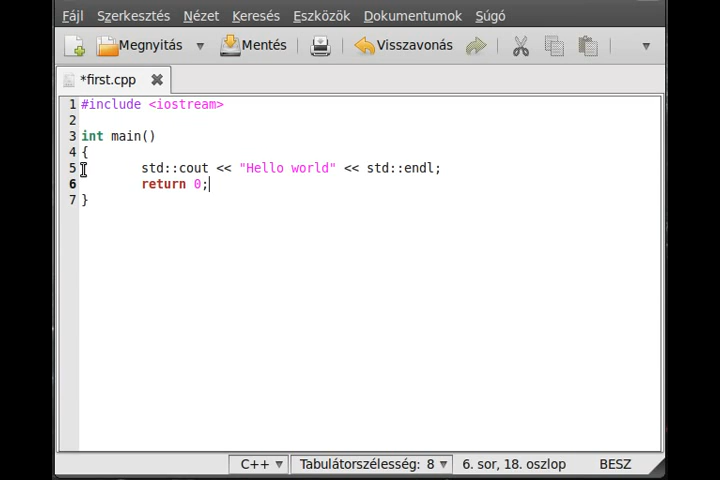 Fájl Szerkesztés Nézet Keresés Eszközök Dokumentumok Súgó
Megnyitás Mentés Visszavonás
*first.cpp
1 #include <iostream>
2
3 int main()
4 {
5 std::cout << "Hello world" << std::endl;
6 return 0;
7 }
C++ Tabulátorszélesség: 8 6. sor, 18. oszlop BESZ